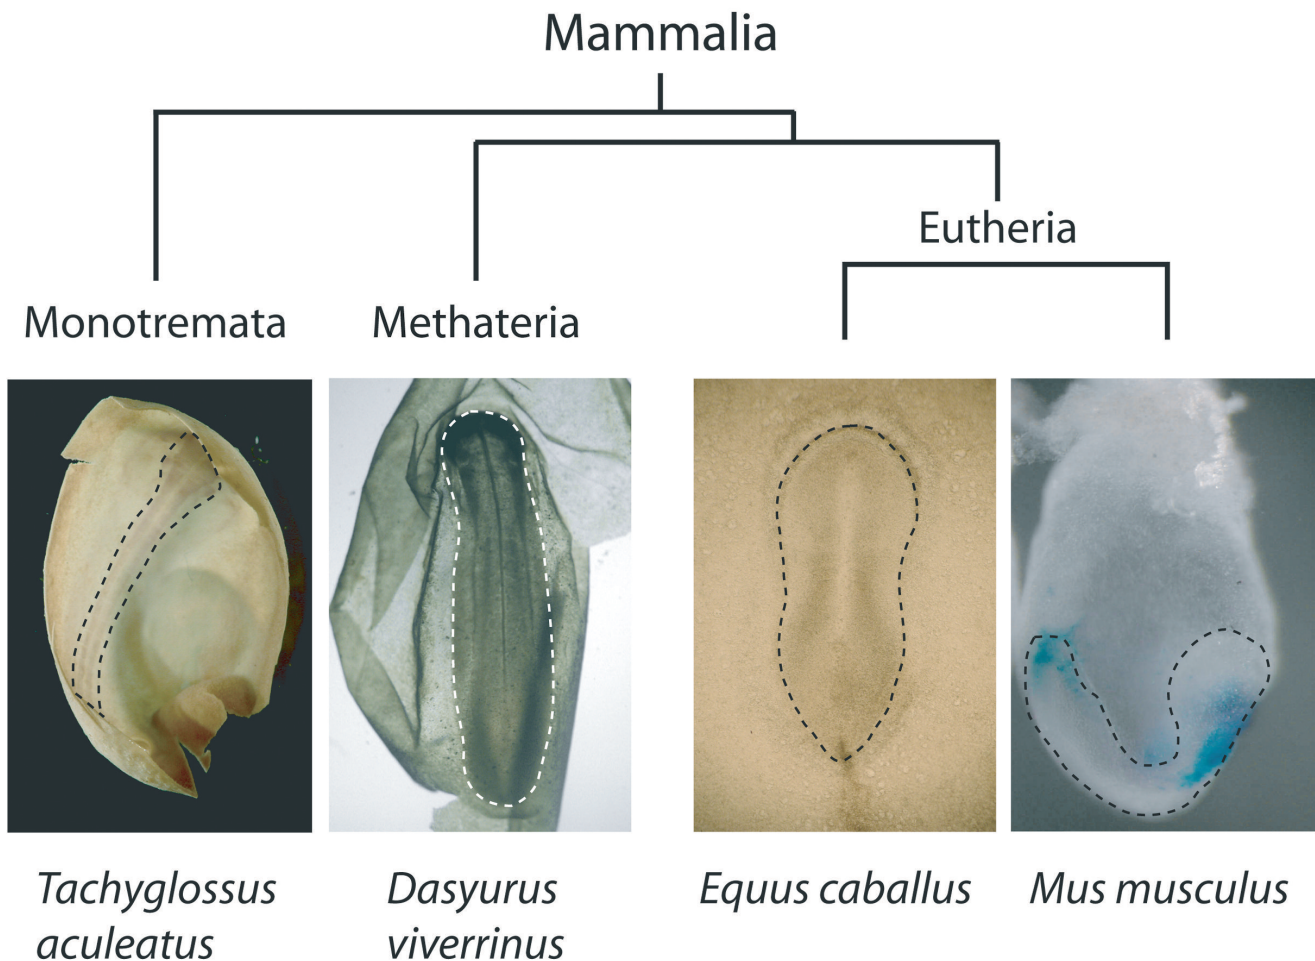 Mammalia
Eutheria
Monotremata
Methateria
Tachyglossus
aculeatus
Dasyurus
viverrinus
Equus caballus
Mus musculus